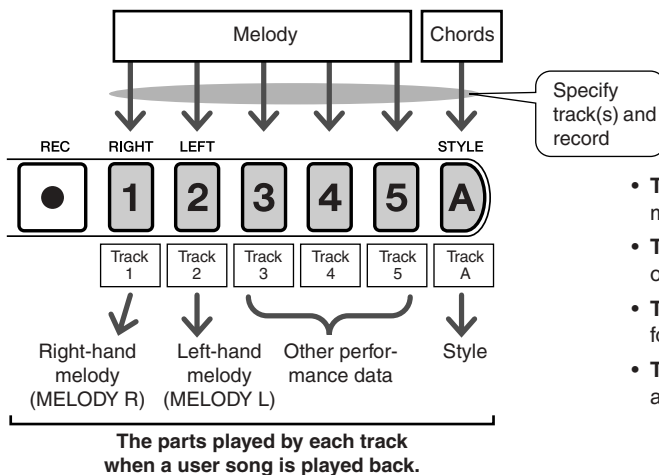 Melody
Chords
Specify
track(s) and
record
REC
RIGHT
LEFT
STYLE
1
2
3
4
5
A
Track
1
Track
2
Track
3
Track
4
Track
5
Track
A
Right-hand
melody
(MELODY R)
Left-hand
melody
(MELODY L)
Other perfor-
mance data
Style
The parts played by each track
when a user song is played back.